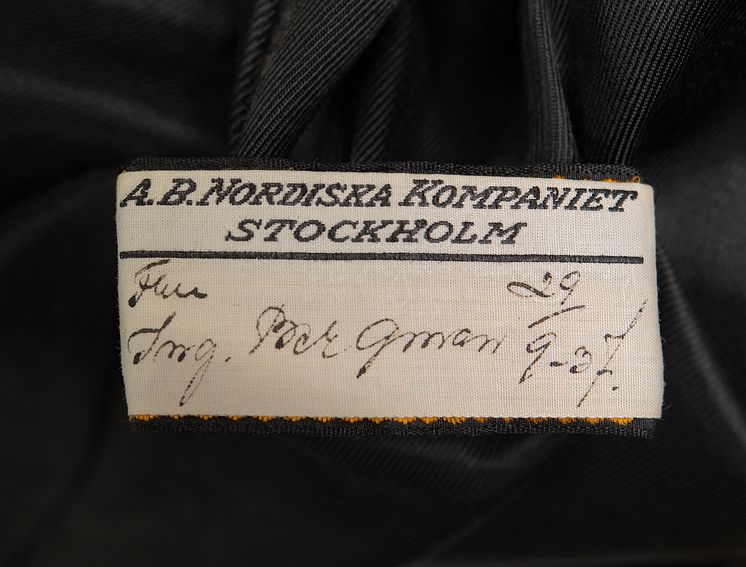 A.B. NORDISKA KOMPANIET
STOCKHOLM
Fru 29
Ing. Bergman 9-37.